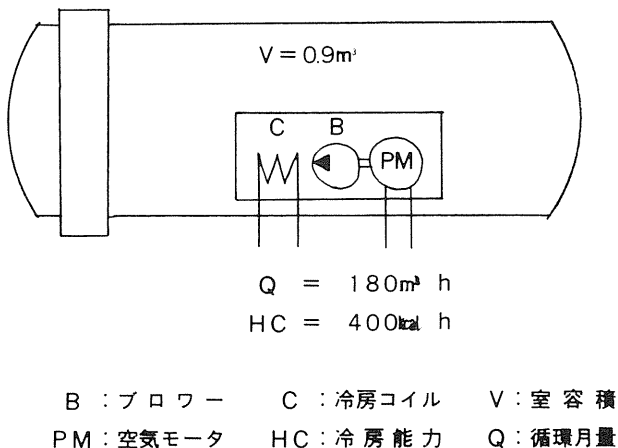 V=0.9m³
C B
PM
Q = 180m³ h
HC = 400kcal h
B：ブロワー C：冷房コイル V：室容積
PM：空気モータ HC：冷房能力 Q：循環月量